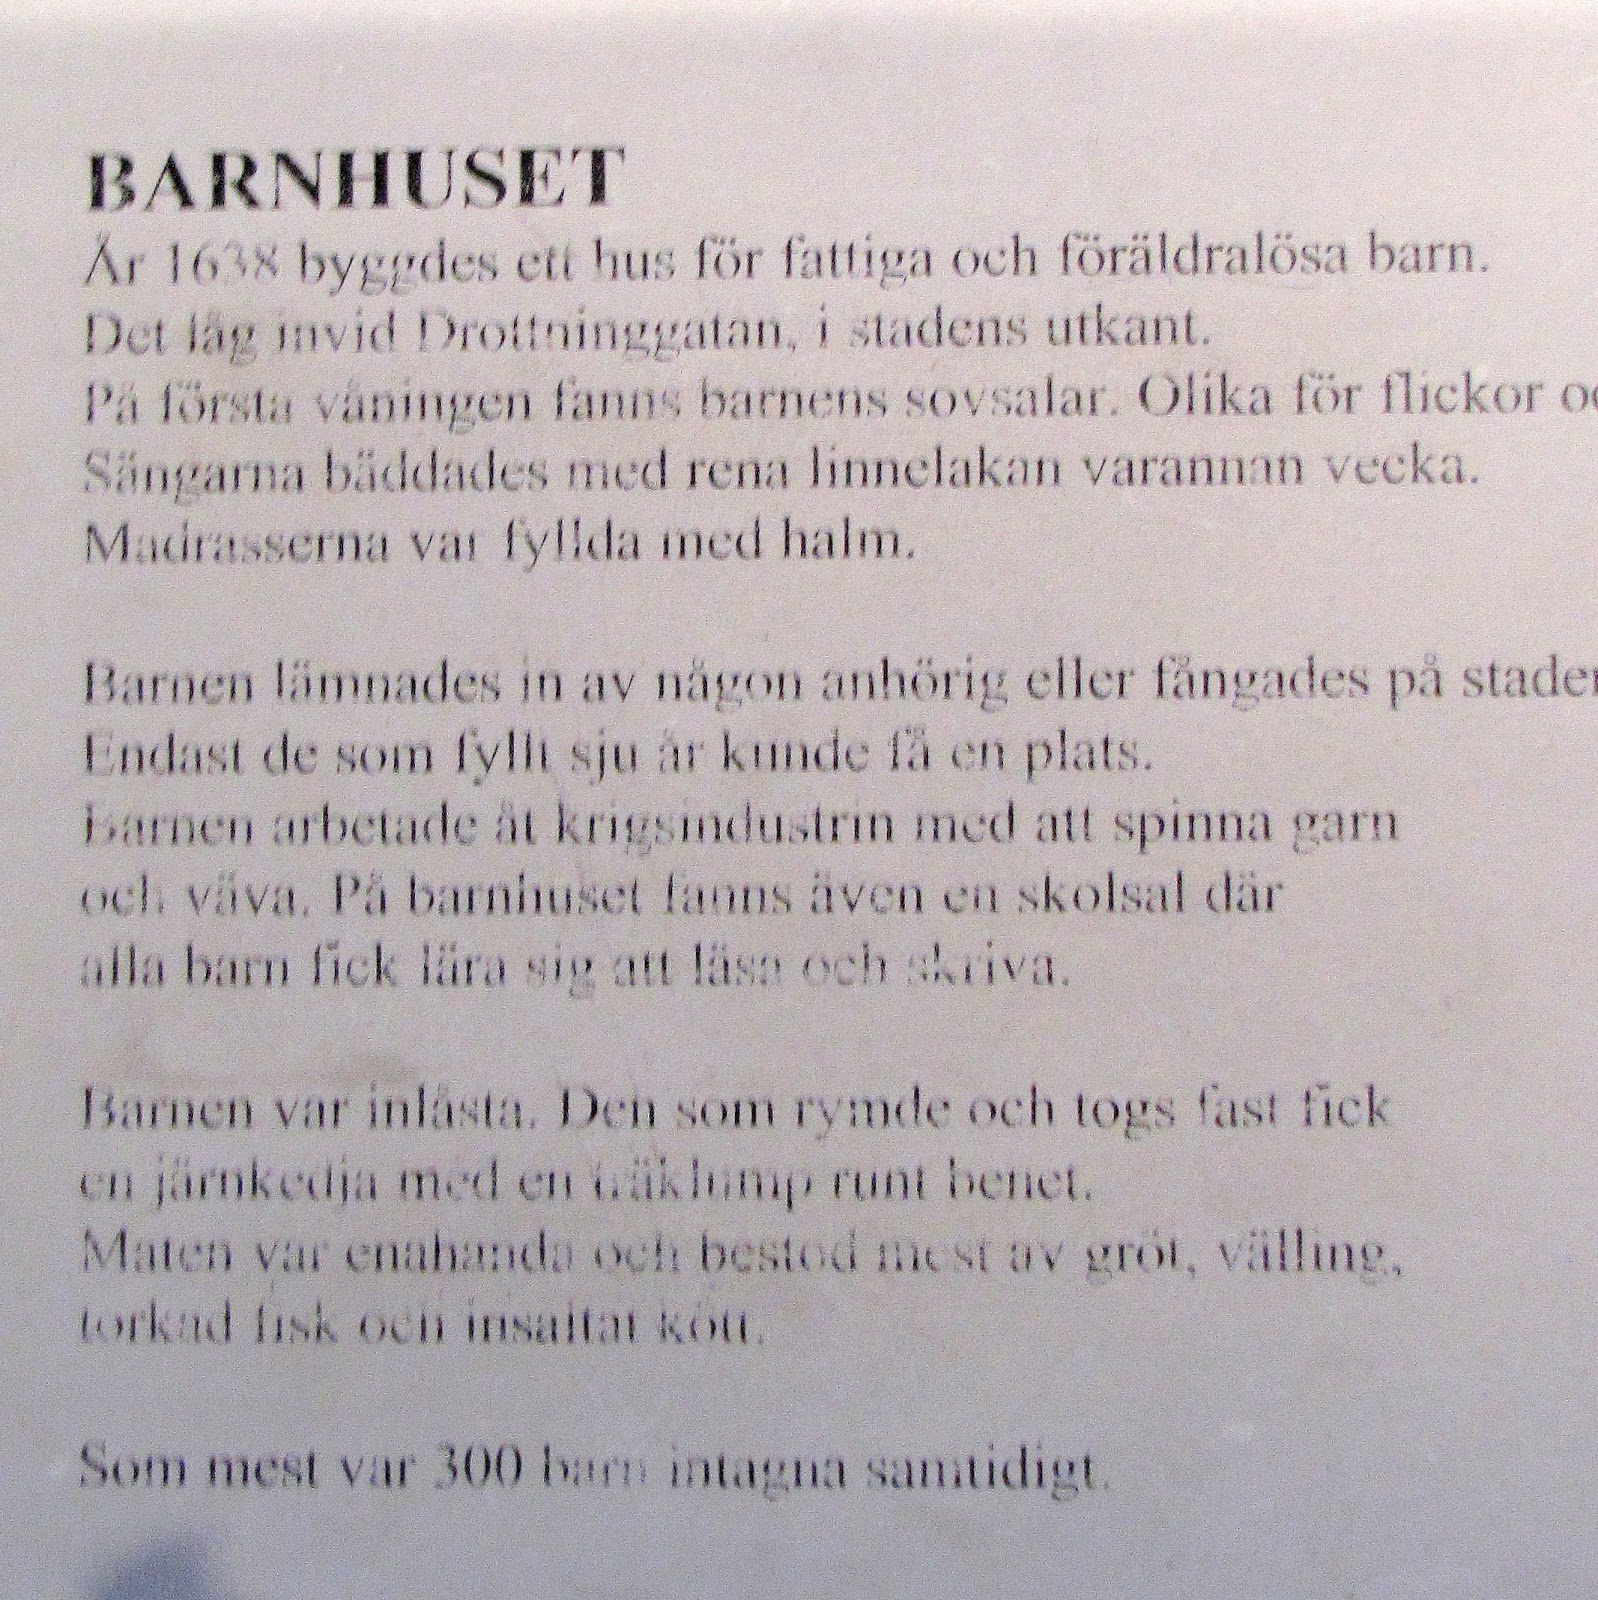 BARNHUSET
År 1638 byggdes ett hus för fattiga och föräldralösa barn.
Det låg invid Drottninggatan, i stadens utkant.
På första våningen fanns barnens sovsalar. Olika för flickor
Sängarna bäddades med rena linnelakan varannan vecka.
Madrasserna var fyllda med halm.
Barnen lämnades in av någon anhörig eller fångades på
Endast de som fyllt sju år kunde få en plats.
Barnen arbetade åt krigsindustrin med att spinna garn
och väva. På barnhuset fanns även en skolsal där
alla barn fick lära sig att läsa och skriva.
Barnen var inlåsta. Den som rymde och togs fast fick
en järnkedja med en träklump runt benet.
Maten var enahanda och bestod mest av gröt, välling,
torkad fisk och insaltat kött.
Som mest var 300 barn intagna samtidigt.